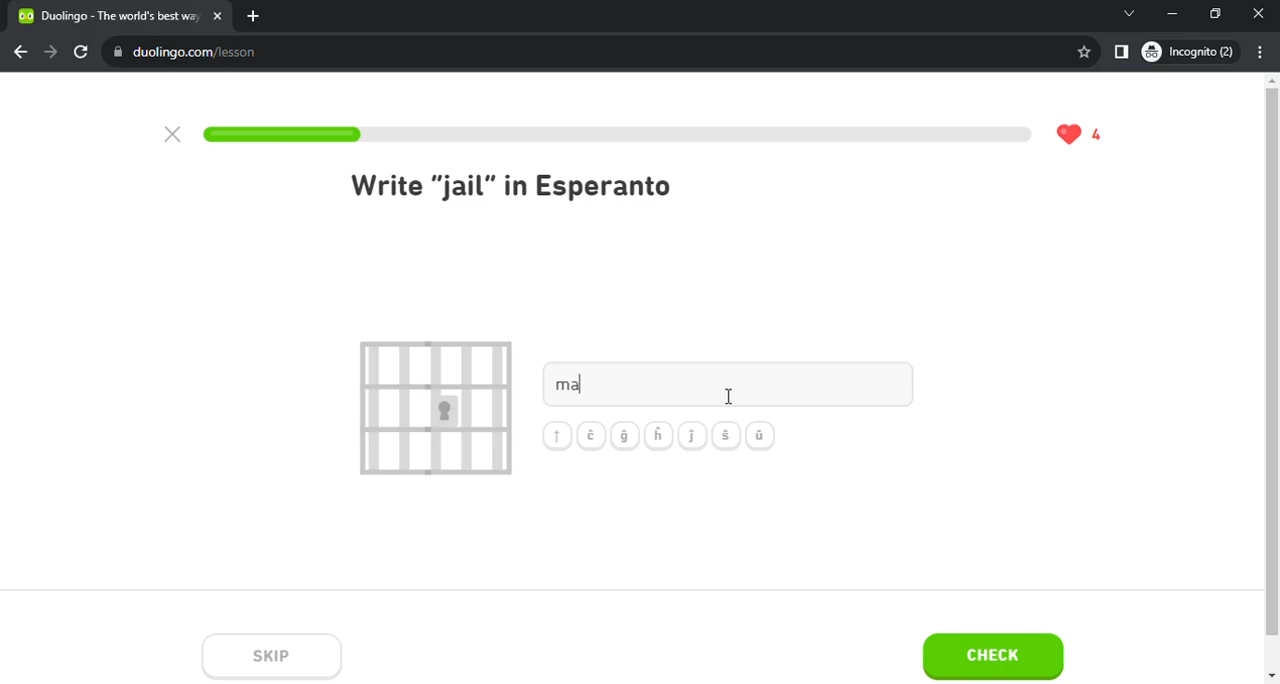 Duolingo - The world's best way
duolingo.com/lesson
Incognito (2)
4
Write "jail" in Esperanto
ma
↑ ĉ ĝ ĥ ĵ ŝ ŭ
SKIP
CHECK